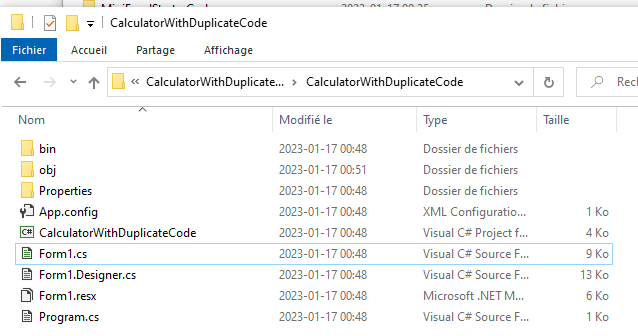 CalculatorWithDuplicateCode
Fichier Accueil Partage Affichage
« CalculatorWithDuplicate... > CalculatorWithDuplicateCode
Nom Modifié le Type Taille
bin 2023-01-17 00:48 Dossier de fichiers
obj 2023-01-17 00:51 Dossier de fichiers
Properties 2023-01-17 00:48 Dossier de fichiers
App.config 2023-01-17 00:48 XML Configuratio... 1 Ko
C# CalculatorWithDuplicateCode 2023-01-17 00:48 Visual C# Project f... 4 Ko
Form1.cs 2023-01-17 00:48 Visual C# Source F... 9 Ko
Form1.Designer.cs 2023-01-17 00:48 Visual C# Source F... 13 Ko
Form1.resx 2023-01-17 00:48 Microsoft .NET M... 6 Ko
Program.cs 2023-01-17 00:48 Visual C# Source F... 1 Ko